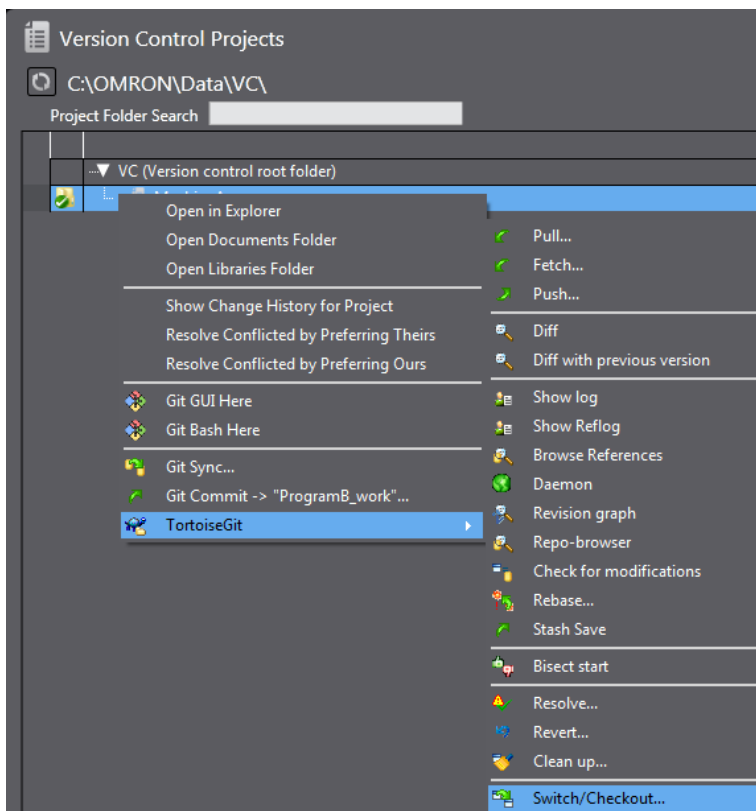 Version Control Projects
C:\OMRON\Data\VC\
Project Folder Search
VC (Version control root folder)
Open in Explorer
Open Documents Folder
Open Libraries Folder
Show Change History for Project
Resolve Conflicted by Preferring Theirs
Resolve Conflicted by Preferring Ours
Git GUI Here
Git Bash Here
Git Sync...
Git Commit -> "ProgramB_work"...
TortoiseGit
Pull...
Fetch...
Push...
Diff
Diff with previous version
Show log
Show Reflog
Browse References
Daemon
Revision graph
Repo-browser
Check for modifications
Rebase...
Stash Save
Bisect start
Resolve...
Revert...
Clean up...
Switch/Checkout...